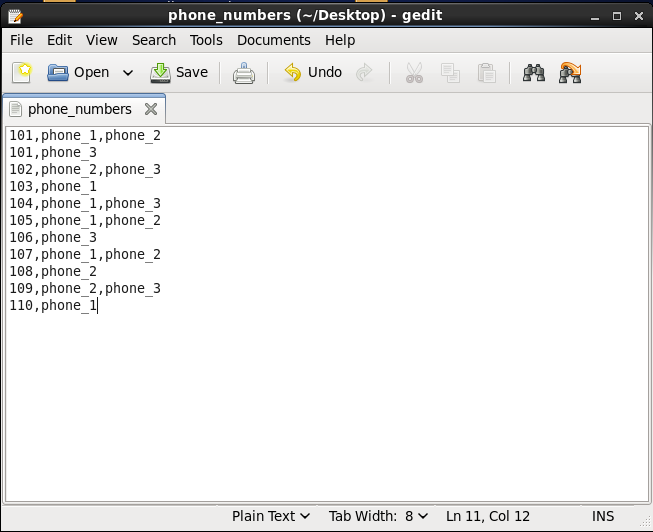 phone_numbers (~/Desktop) - gedit
File Edit View Search Tools Documents Help
Open Save Undo
phone_numbers
101,phone_1,phone_2
101,phone_3
102,phone_2,phone_3
103,phone_1
104,phone_1,phone_3
105,phone_1,phone_2
106,phone_3
107,phone_1,phone_2
108,phone_2
109,phone_2,phone_3
110,phone_1
Plain Text Tab Width: 8 Ln 11, Col 12 INS